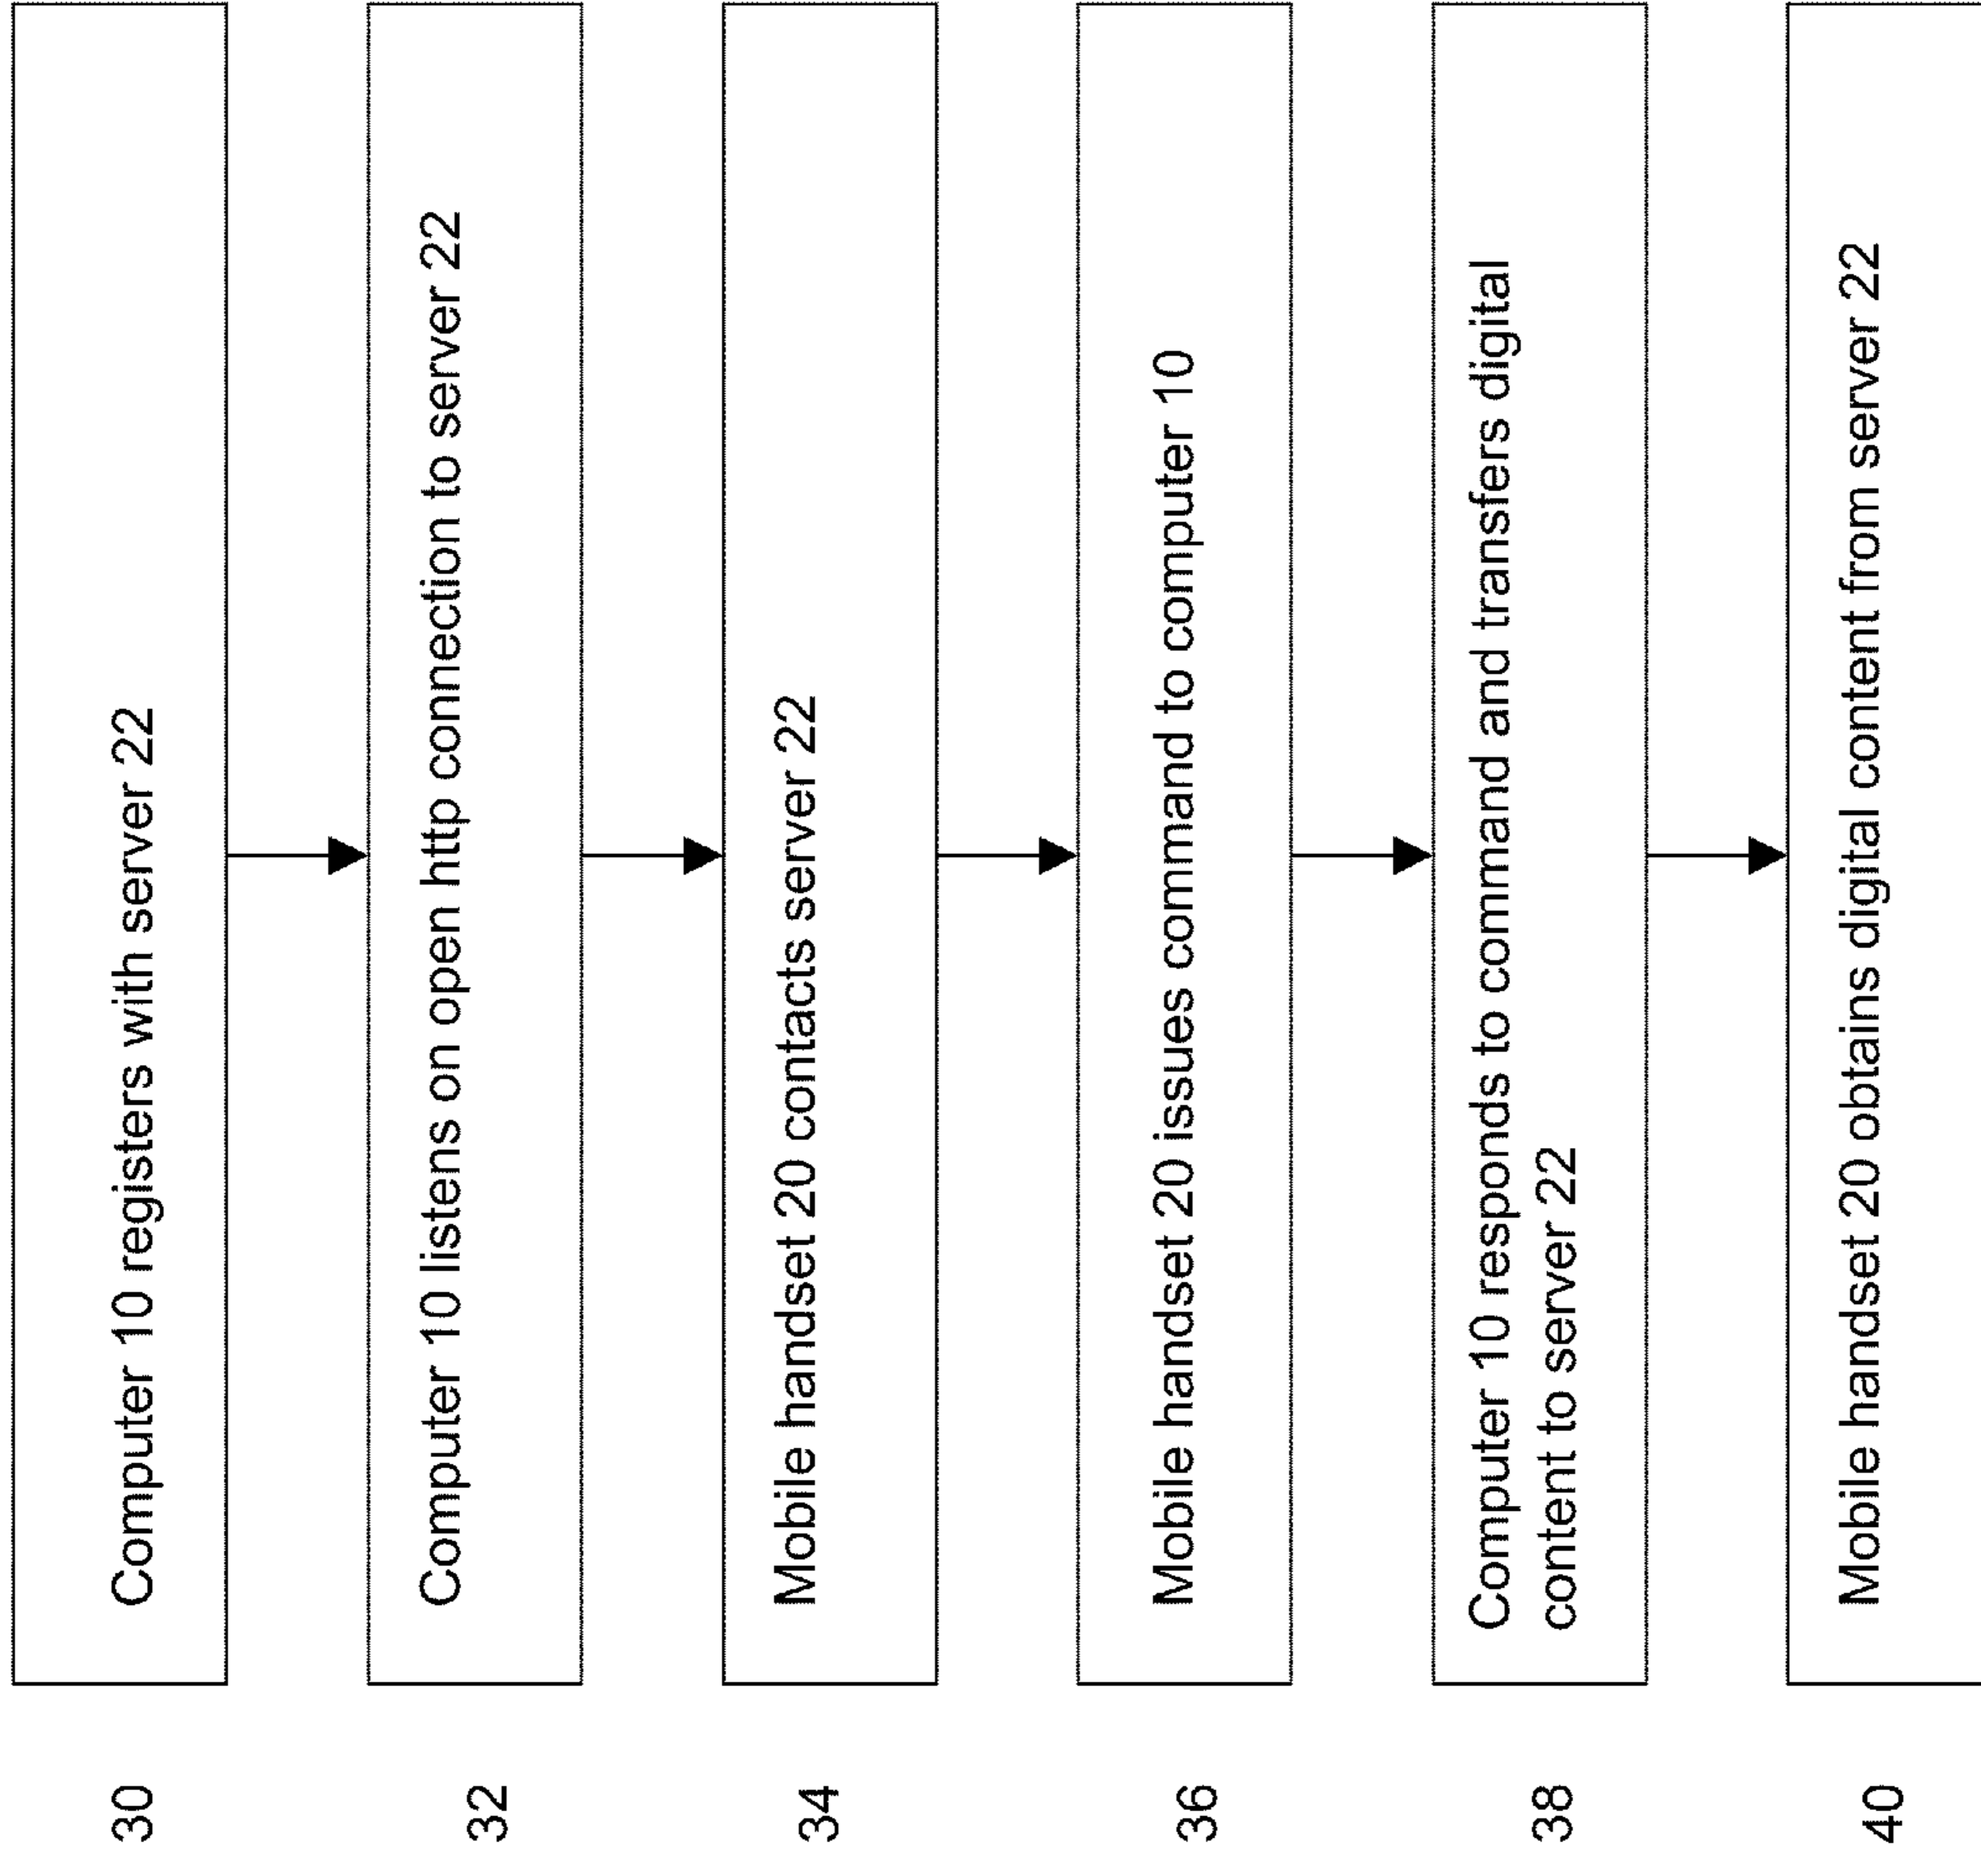 30
Computer 10 registers with server 22
32
Computer 10 listens on open http connection to server 22
34
Mobile handset 20 contacts server 22
36
Mobile handset 20 issues command to computer 10
38
Computer 10 responds to command and transfers digital
content to server 22
40
Mobile handset 20 obtains digital content from server 22